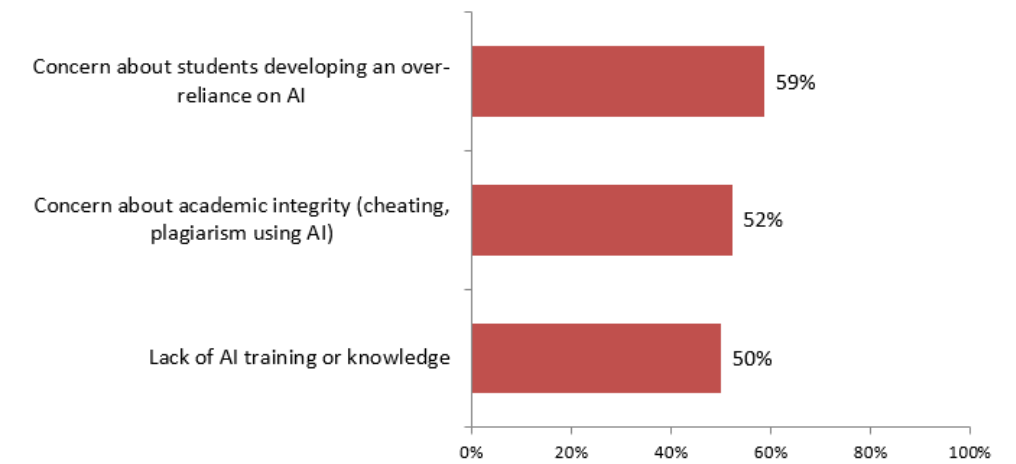 Concern about students developing an over-
reliance on AI
59%
Concern about academic integrity (cheating,
plagiarism using AI)
52%
Lack of AI training or knowledge
50%
0% 20% 40% 60% 80% 100%